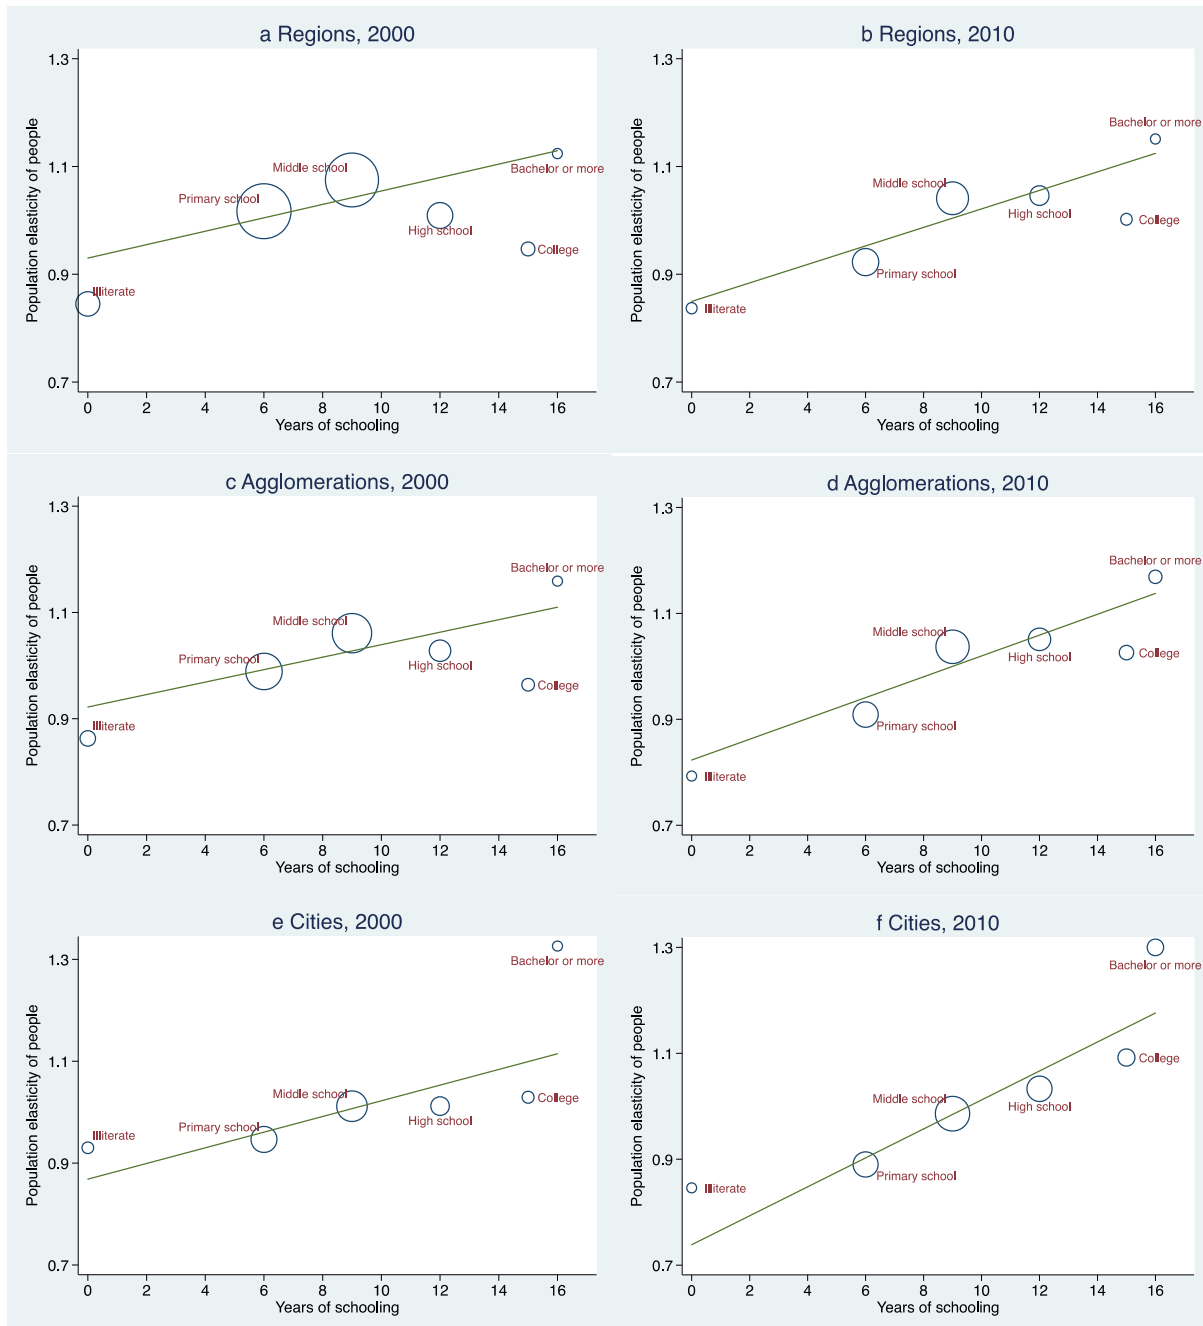 a Regions, 2000
Population elasticity of people
1.3
1.1
0.9
0.7
Primary school
Middle school
High school
Bachelor or more
College
Illiterate
0 2 4 6 8 10 12 14 16
Years of schooling
b Regions, 2010
Population elasticity of people
1.3
1.1
0.9
0.7
Bachelor or more
Middle school
High school
College
Primary school
Illiterate
0 2 4 6 8 10 12 14 16
Years of schooling
c Agglomerations, 2000
Population elasticity of people
1.3
1.1
0.9
0.7
Bachelor or more
Middle school
Primary school
High school
College
Illiterate
0 2 4 6 8 10 12 14 16
Years of schooling
d Agglomerations, 2010
Population elasticity of people
1.3
1.1
0.9
0.7
Bachelor or more
Middle school
High school
College
Primary school
Illiterate
0 2 4 6 8 10 12 14 16
Years of schooling
e Cities, 2000
Population elasticity of people
1.3
1.1
0.9
0.7
Bachelor or more
Middle school
College
High school
Primary school
Illiterate
0 2 4 6 8 10 12 14 16
Years of schooling
f Cities, 2010
Population elasticity of people
1.3
1.1
0.9
0.7
Bachelor or more
College
Middle school
High school
Primary school
Illiterate
0 2 4 6 8 10 12 14 16
Years of schooling